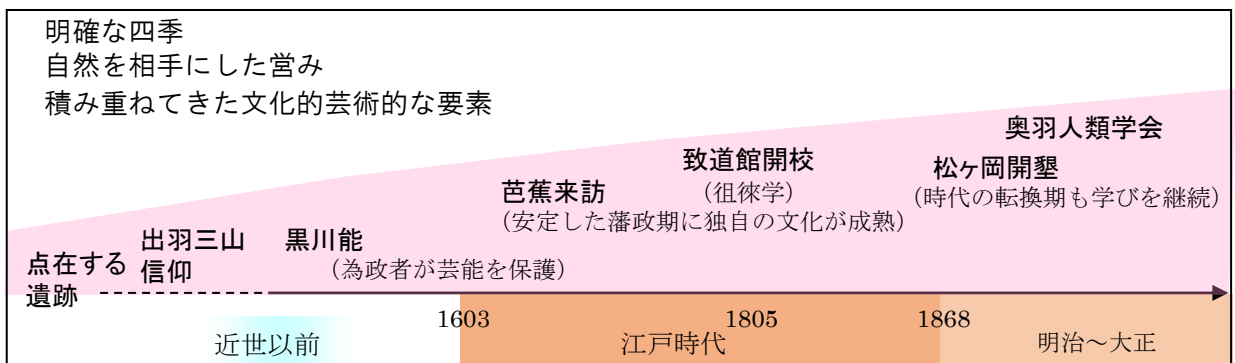 明確な四季
自然を相手にした営み
積み重ねてきた文化的芸術的な要素
奥羽人類学会
致道館開校
松ヶ岡開墾
芭蕉来訪
（徂徠学）
（時代の転換期も学びを継続）
（安定した藩政期に独自の文化が成熟）
出羽三山
信仰
黒川能
点在する
遺跡
（為政者が芸能を保護）
1603
1805
1868
近世以前
江戸時代
明治～大正